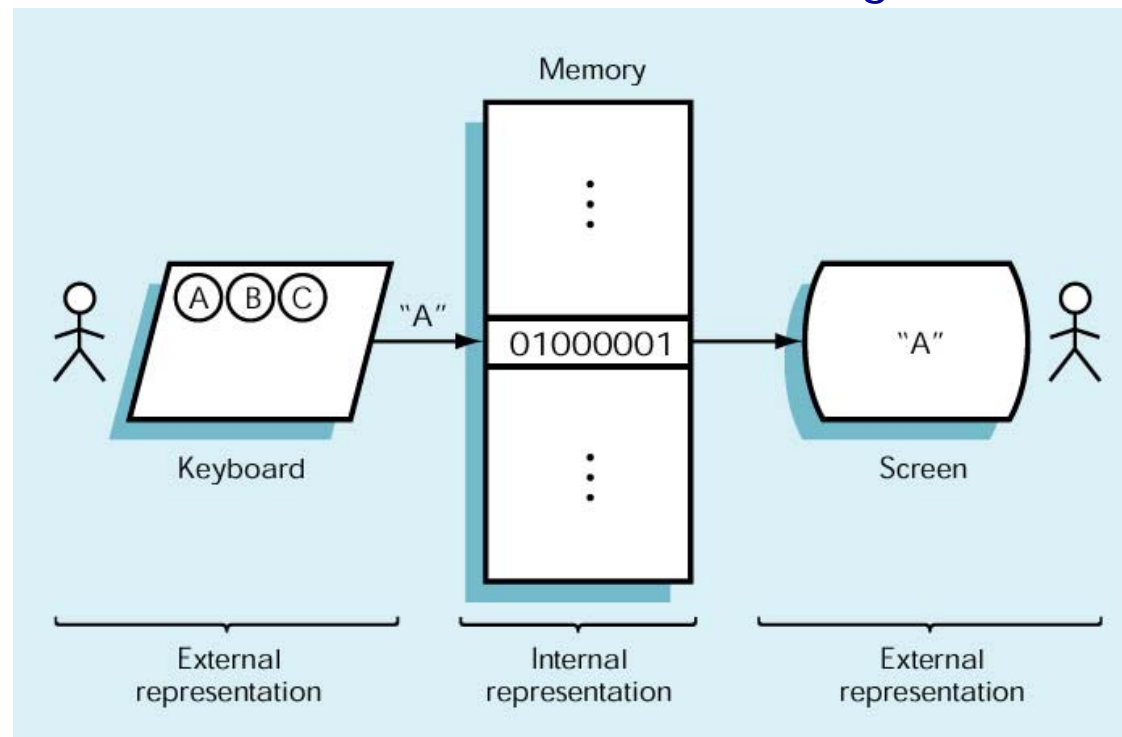 g
Memory
A B C
“A”
01000001
“A”
Keyboard
Screen
External
representation
Internal
representation
External
representation